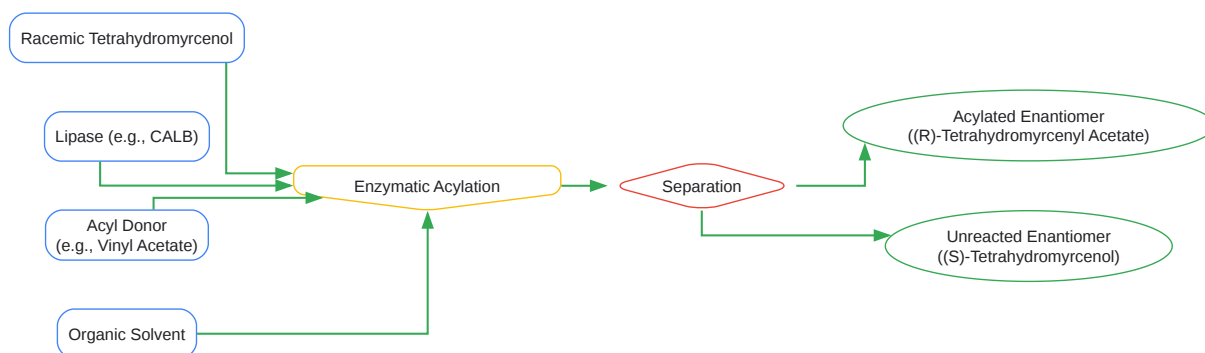 Racemic Tetrahydromyrcenol
Lipase (e.g., CALB)
Acyl Donor
(e.g., Vinyl Acetate)
Organic Solvent
Enzymatic Acylation
Separation
Acylated Enantiomer
((R)-Tetrahydromyrcenyl Acetate)
Unreacted Enantiomer
((S)-Tetrahydromyrcenol)